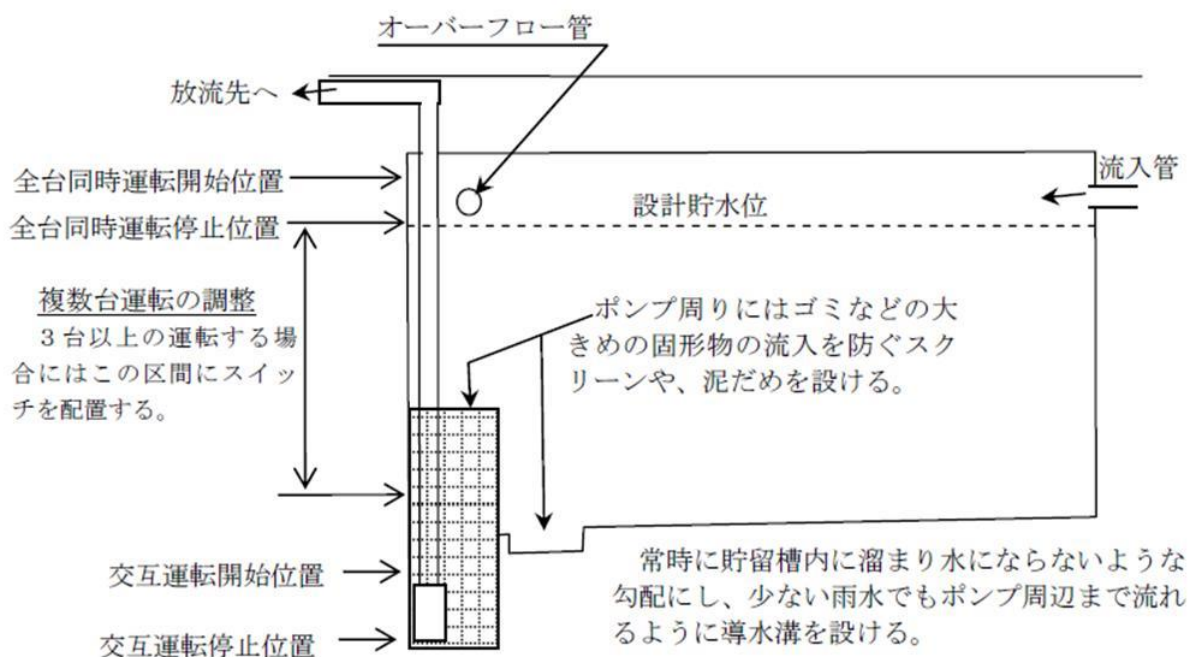 オーバーフロー管
放流先へ
全台同時運転開始位置
流入管
設計貯水位
全台同時運転停止位置
複数台運転の調整
３台以上の運転する場
合にはこの区間にスイッ
チを配置する。
ポンプ周りにはゴミなどの大
きめの固形物の流入を防ぐスク
リーンや、泥だめを設ける。
交互運転開始位置
交互運転停止位置
常時に貯留槽内に溜まり水にならないような
勾配にし、少ない雨水でもポンプ周辺まで流れ
るように導水溝を設ける。